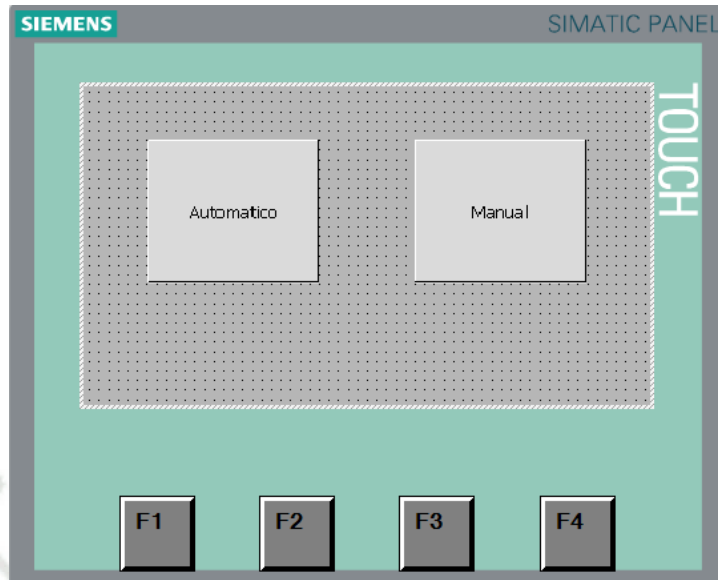 SIEMENS
SIMATIC PANEL
TOUCH
Automatico
Manual
F1
F2
F3
F4